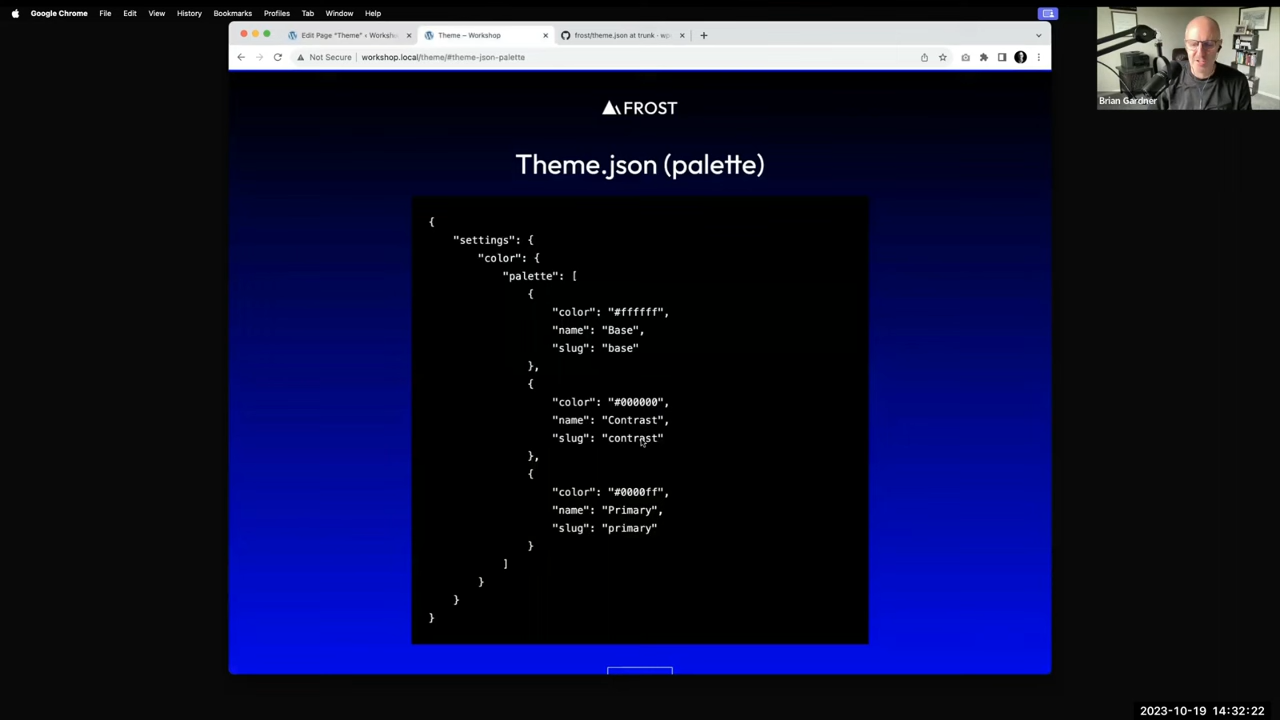 Google Chrome File Edit View History Bookmarks Profiles Tab Window Help
Edit Page "Theme" ‹ Worksho
Theme – Workshop
frost/theme.json at trunk · wpe
Not Secure
workshop.local/theme/#theme-json-palette
Brian Gardner
FROST
Theme.json (palette)
{
"settings": {
"color": {
"palette": [
{
"color": "#ffffff",
"name": "Base",
"slug": "base"
},
{
"color": "#000000",
"name": "Contrast",
"slug": "contrast"
},
{
"color": "#0000ff",
"name": "Primary",
"slug": "primary"
}
]
}
}
}
2023-10-19 14:32:22